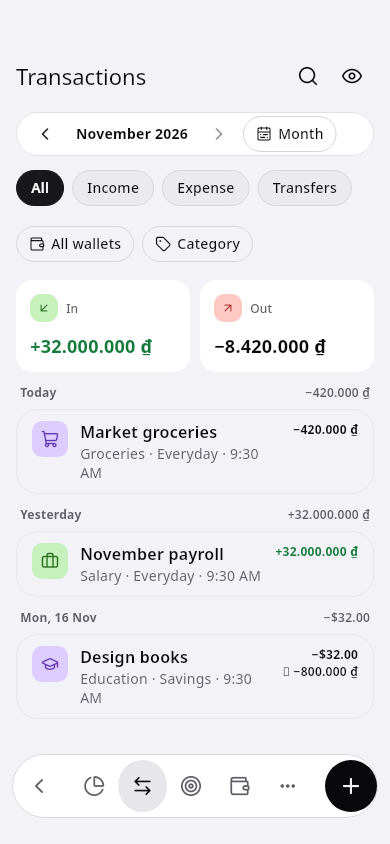 Transactions
November 2026
Month
All
Income
Expense
Transfers
All wallets
Category
In
Out
+32.000.000 ₫
−8.420.000 ₫
Today
−420.000 ₫
Market groceries
−420.000 ₫
Groceries · Everyday · 9:30
AM
Yesterday
+32.000.000 ₫
November payroll
+32.000.000 ₫
Salary · Everyday · 9:30 AM
Mon, 16 Nov
−$32.00
Design books
−$32.00
Education · Savings · 9:30
−800.000 ₫
AM